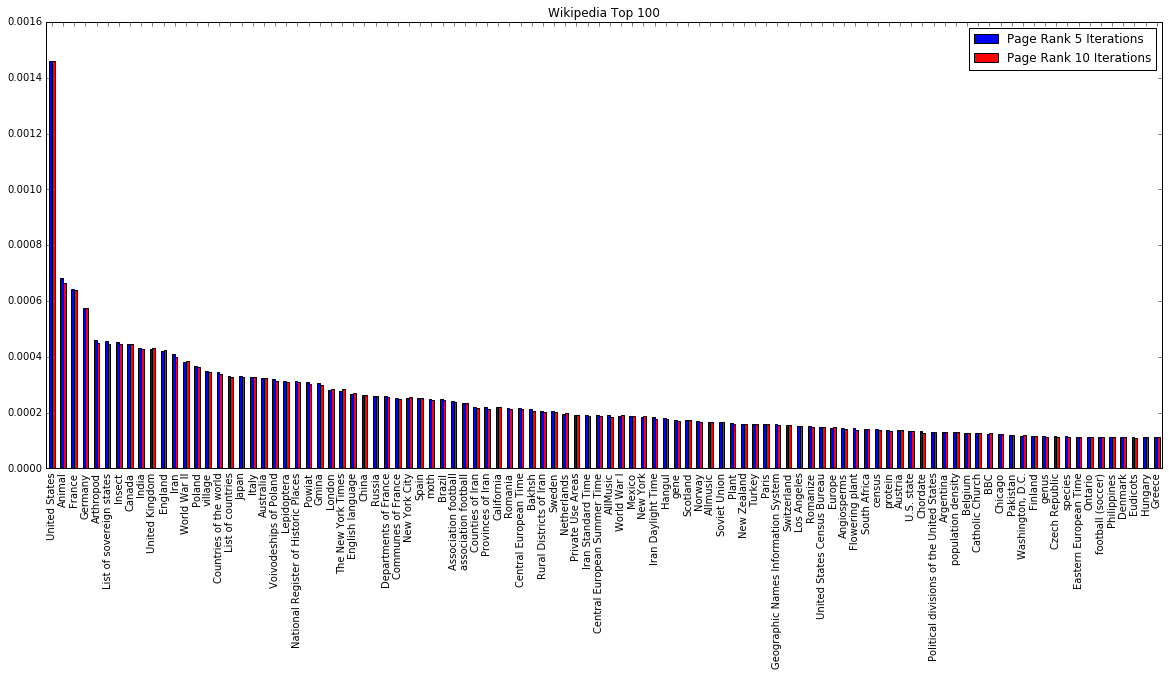 Wikipedia Top 100
Page Rank 5 Iterations
Page Rank 10 Iterations
0.0016
0.0014
0.0012
0.0010
0.0008
0.0006
0.0004
0.0002
0.0000
United States
Animal
France
Germany
Arthropod
List of sovereign states
Insect
Canada
India
United Kingdom
England
Iran
World War II
Poland
village
Countries of the world
List of countries
Japan
Italy
Australia
Voivodeships of Poland
Lepidoptera
National Register of Historic Places
Powiat
Gmina
London
The New York Times
English language
China
Russia
Departments of France
Communes of France
New York City
Spain
moth
Brazil
Association football
association football
Counties of Iran
Provinces of Iran
California
Romania
Central European Time
Bakhsh
Rural Districts of Iran
Sweden
Netherlands
Private Use Areas
Iran Standard Time
Central European Summer Time
AllMusic
World War I
Mexico
New York
Iran Daylight Time
Hangul
gene
Scotland
Norway
Allmusic
Soviet Union
Plant
New Zealand
Turkey
Paris
Geographic Names Information System
Switzerland
Los Angeles
Romanize
United States Census Bureau
Europe
Angiosperms
Flowering plant
South Africa
census
protein
Austria
U.S. state
Chordate
Political divisions of the United States
Argentina
population density
Belgium
Catholic Church
BBC
Chicago
Pakistan
Washington, D.C.
Finland
genus
Czech Republic
species
Eastern European Time
Ontario
football (soccer)
Philippines
Denmark
Eudicots
Hungary
Greece